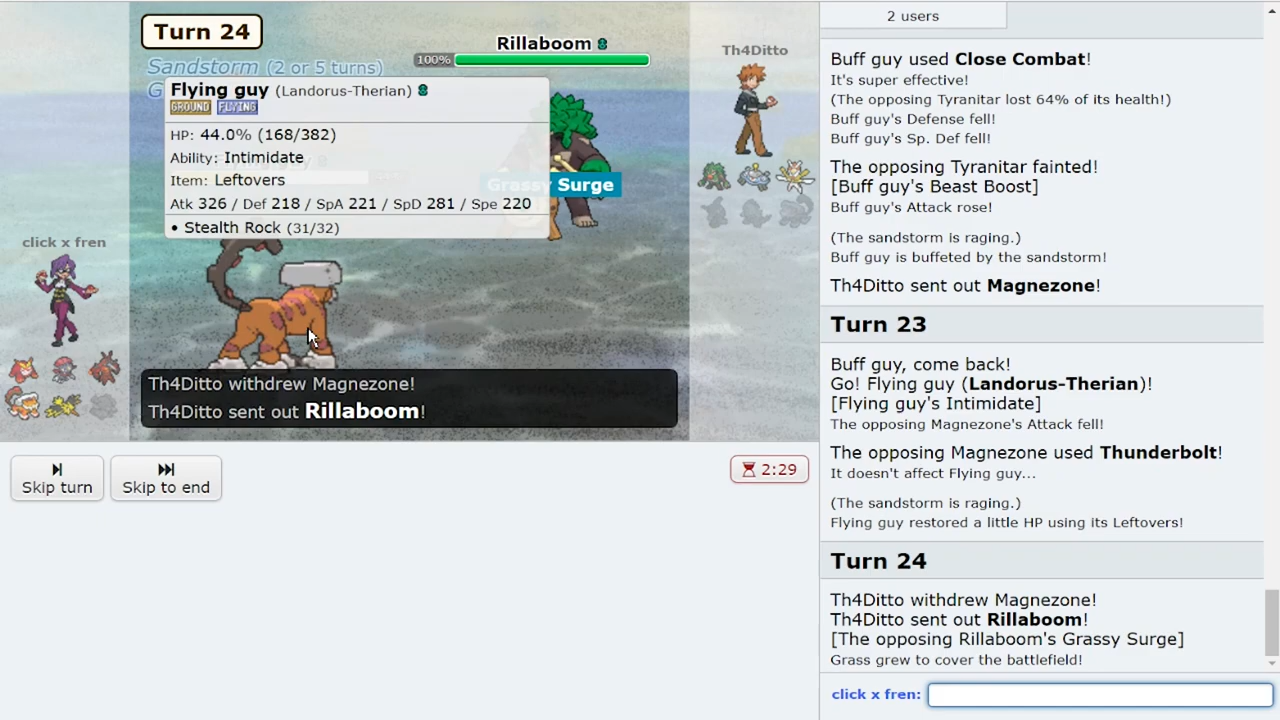 Turn 24
Rillaboom
100%
Sandstorm (2 or 5 turns)
G
Flying guy (Landorus-Therian)
GROUND FLYING
HP: 44.0% (168/382)
Ability: Intimidate
Item: Leftovers
Atk 326 / Def 218 / SpA 221 / SpD 281 / Spe 220
• Stealth Rock (31/32)
Grassy Surge
click x fren
Th4Ditto
Th4Ditto withdrew Magnezone!
Th4Ditto sent out Rillaboom!
Skip turn
Skip to end
2:29
2 users
Buff guy used Close Combat!
It's super effective!
(The opposing Tyranitar lost 64% of its health!)
Buff guy's Defense fell!
Buff guy's Sp. Def fell!
The opposing Tyranitar fainted!
[Buff guy's Beast Boost]
Buff guy's Attack rose!
(The sandstorm is raging.)
Buff guy is buffeted by the sandstorm!
Th4Ditto sent out Magnezone!
Turn 23
Buff guy, come back!
Go! Flying guy (Landorus-Therian)!
[Flying guy's Intimidate]
The opposing Magnezone's Attack fell!
The opposing Magnezone used Thunderbolt!
It doesn't affect Flying guy...
(The sandstorm is raging.)
Flying guy restored a little HP using its Leftovers!
Turn 24
Th4Ditto withdrew Magnezone!
Th4Ditto sent out Rillaboom!
[The opposing Rillaboom's Grassy Surge]
Grass grew to cover the battlefield!
click x fren: